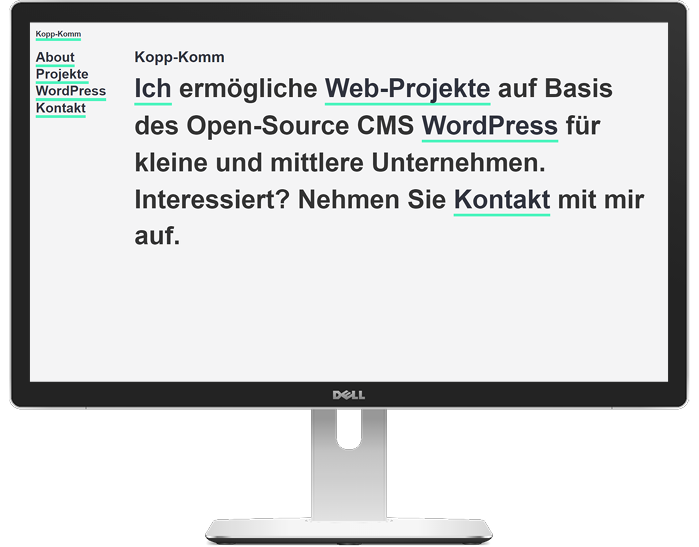 Kopp-Komm
About
Projekte
WordPress
Kontakt
Kopp-Komm
Ich ermögliche Web-Projekte auf Basis
des Open-Source CMS WordPress für
kleine und mittlere Unternehmen.
Interessiert? Nehmen Sie Kontakt mit mir
auf.
DELL